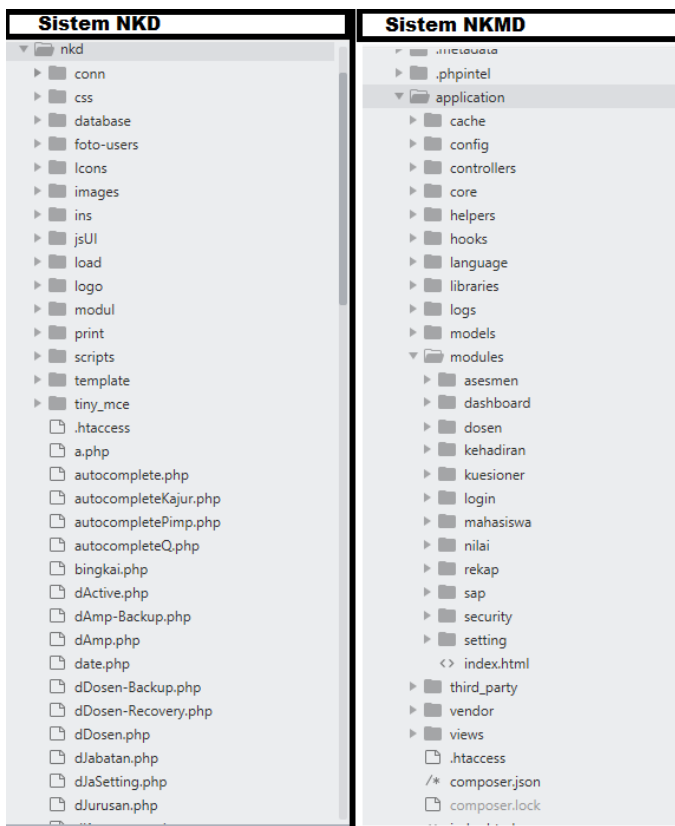 Sistem NKD
nkd
conn
css
database
foto-users
Icons
images
ins
jsUI
load
logo
modul
print
scripts
template
tiny_mce
.htaccess
a.php
autocomplete.php
autocompleteKajur.php
autocompletePimp.php
autocompleteQ.php
bingkai.php
dActive.php
dAmp-Backup.php
dAmp.php
date.php
dDosen-Backup.php
dDosen-Recovery.php
dDosen.php
dJabatan.php
dJaSetting.php
dJurusan.php
Sistem NKMD
.metadata
.phpintel
application
cache
config
controllers
core
helpers
hooks
language
libraries
logs
models
modules
asesmen
dashboard
dosen
kehadiran
kuesioner
login
mahasiswa
nilai
rekap
sap
security
setting
<> index.html
third_party
vendor
views
.htaccess
/* composer.json
composer.lock